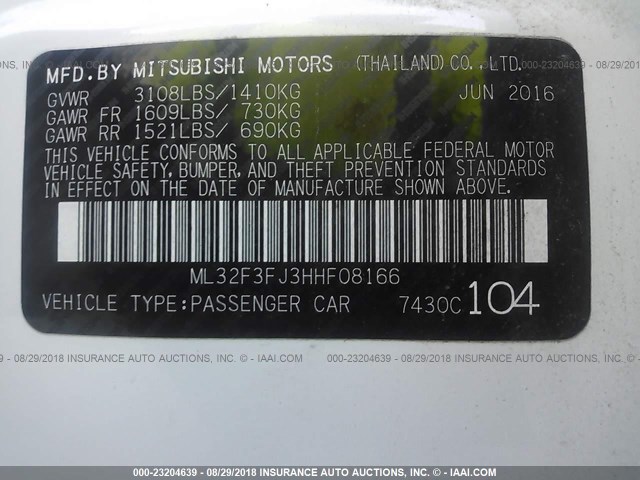 MFD.BY MITSUBISHI MOTORS (THAILAND) CO., LTD.
GVWR 3108LBS/1410KG JUN 2016
GAWR FR 1609LBS/ 730KG
GAWR RR 1521LBS/ 690KG
THIS VEHICLE CONFORMS TO ALL APPLICABLE FEDERAL MOTOR
VEHICLE SAFETY, BUMPER, AND THEFT PREVENTION STANDARDS
IN EFFECT ON THE DATE OF MANUFACTURE SHOWN ABOVE.
ML32F3FJ3HHF08166
VEHICLE TYPE:PASSENGER CAR 7430C 104
000-23204639 - 08/29/2018 INSURANCE AUTO AUCTIONS, INC. - © IAAI.COM